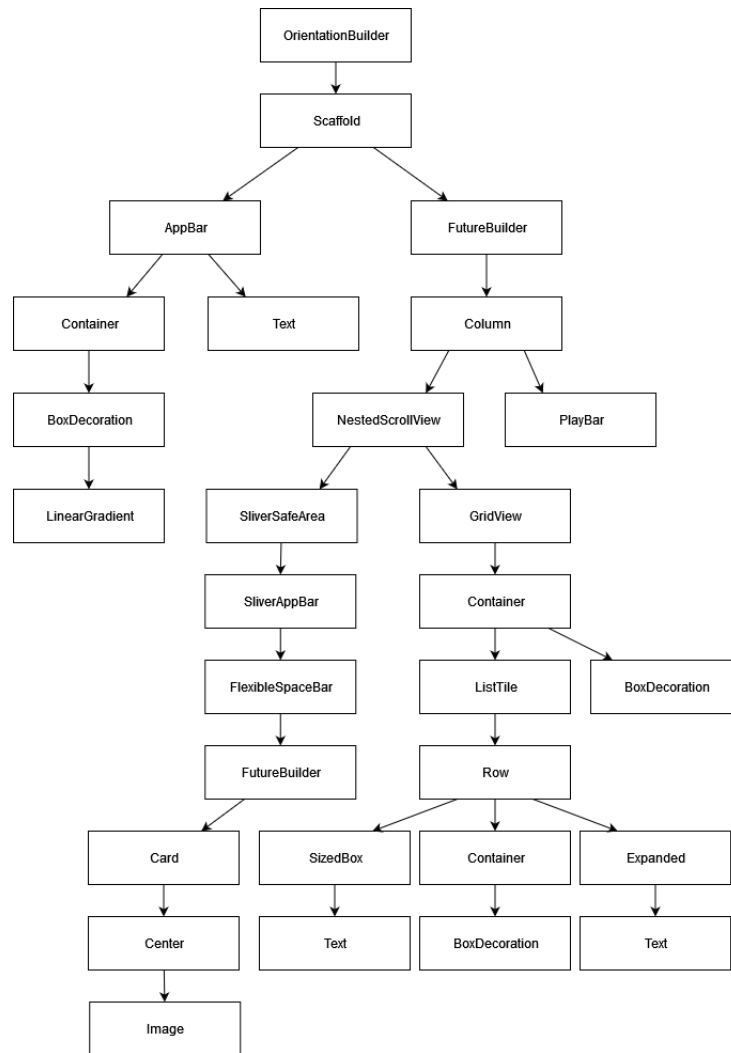 OrientationBuilder
Scaffold
AppBar
FutureBuilder
Container
Text
Column
BoxDecoration
NestedScrollView
PlayBar
LinearGradient
SliverSafeArea
GridView
SliverAppBar
Container
FlexibleSpaceBar
ListTile
BoxDecoration
FutureBuilder
Row
Card
SizedBox
Container
Expanded
Center
Text
BoxDecoration
Text
Image